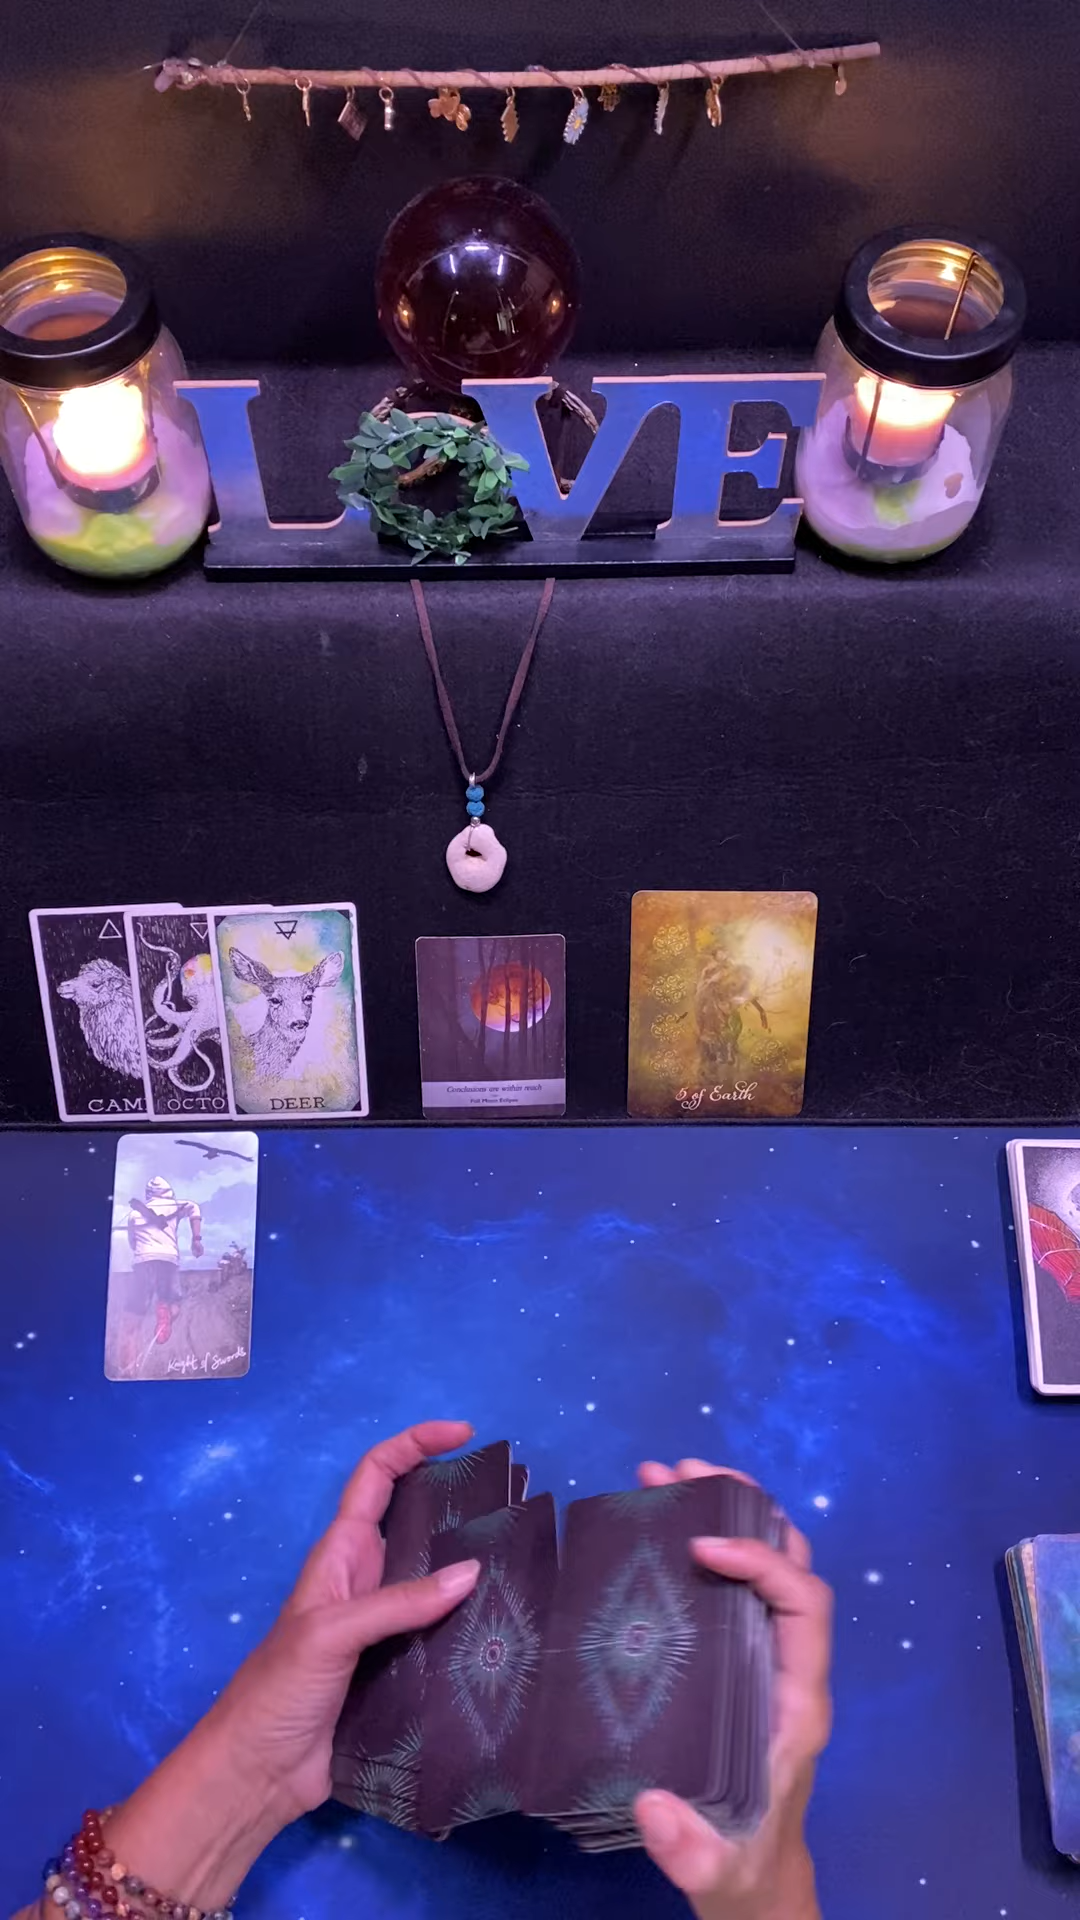 LOVE
CAM
OCTO
DEER
Conclusions are within reach
Full Moon Eclipse
5 of Earth
Knight of Swords